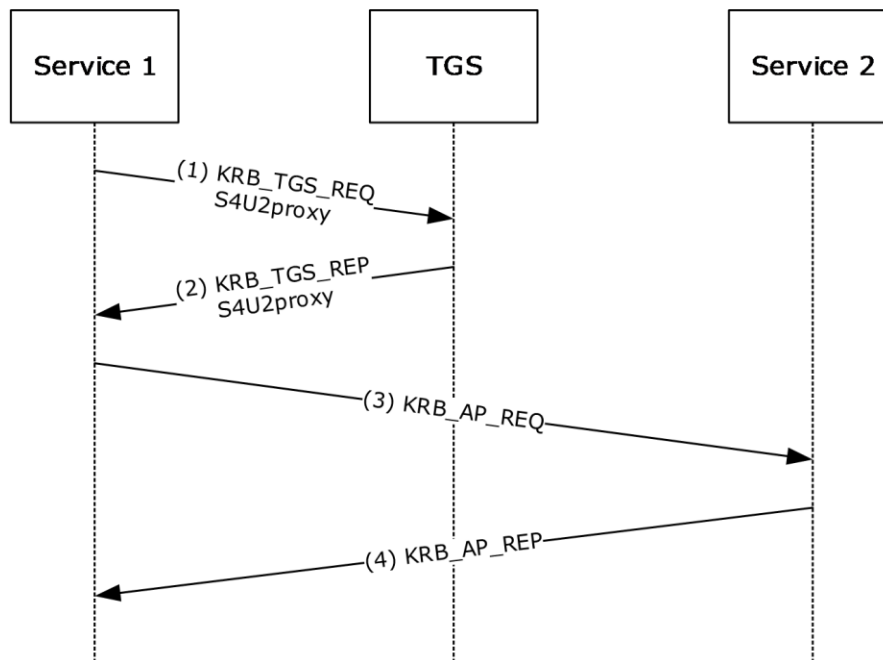 Service 1
TGS
Service 2
(1) KRB_TGS_REQ
S4U2proxy
(2) KRB_TGS_REP
S4U2proxy
(3) KRB_AP_REQ
(4) KRB_AP_REP